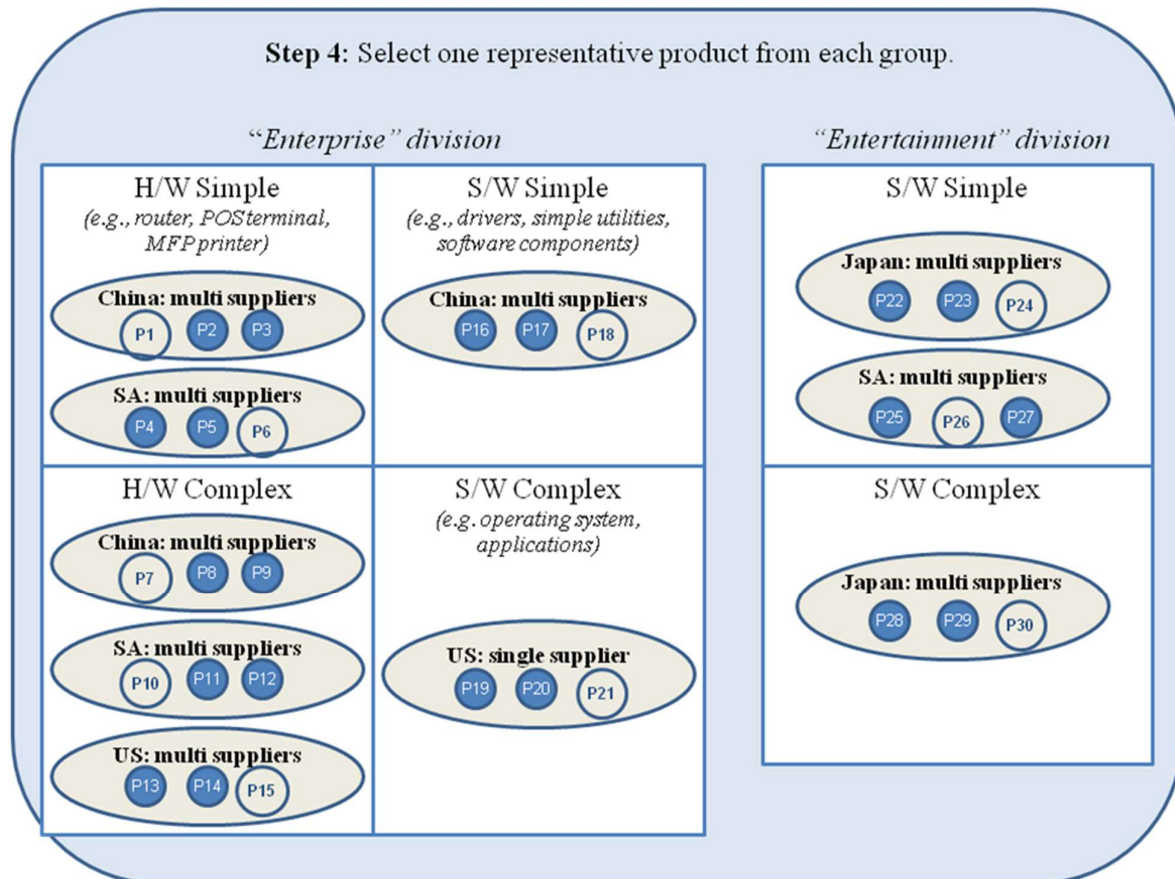 Step 4: Select one representative product from each group.
“Enterprise” division
“Entertainment” division
H/W Simple
(e.g., router, POS terminal,
MFP printer)
China: multi suppliers
P1 P2 P3
SA: multi suppliers
P4 P5 P6
S/W Simple
(e.g., drivers, simple utilities,
software components)
China: multi suppliers
P16 P17 P18
H/W Complex
China: multi suppliers
P7 P8 P9
SA: multi suppliers
P10 P11 P12
US: multi suppliers
P13 P14 P15
S/W Complex
(e.g. operating system,
applications)
US: single supplier
P19 P20 P21
S/W Simple
Japan: multi suppliers
P22 P23 P24
SA: multi suppliers
P25 P26 P27
S/W Complex
Japan: multi suppliers
P28 P29 P30